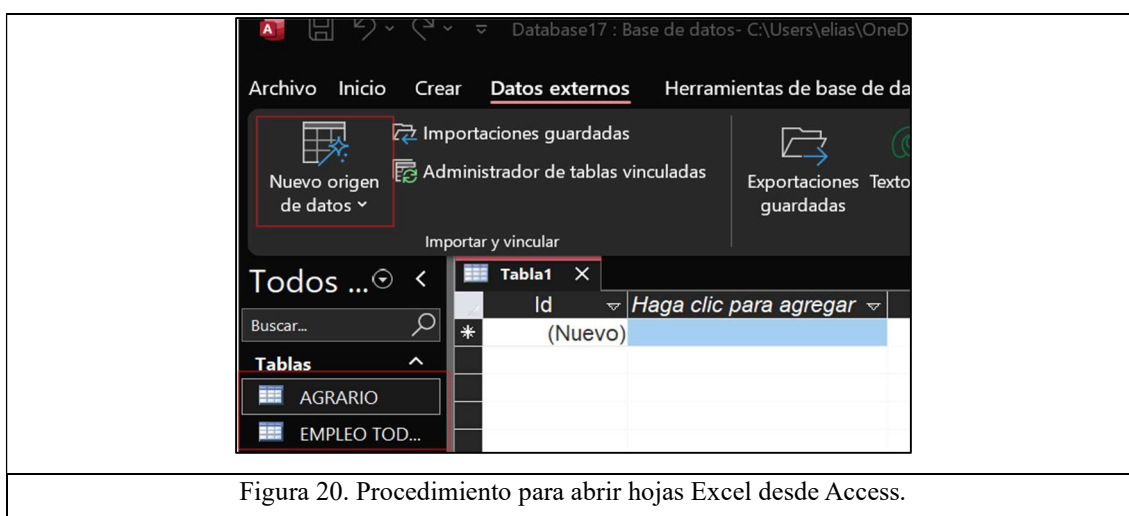 A
Database17 : Base de datos- C:\Users\elias\OneD
Archivo Inicio Crear Datos externos Herramientas de base de da
Importaciones guardadas
Administrador de tablas vinculadas
Nuevo origen
de datos
Exportaciones
guardadas
Texto
Importar y vincular
Todos ...
Buscar...
Tablas
AGRARIO
EMPLEO TOD...
Tabla1
Id Haga clic para agregar
(Nuevo)
Figura 20. Procedimiento para abrir hojas Excel desde Access.